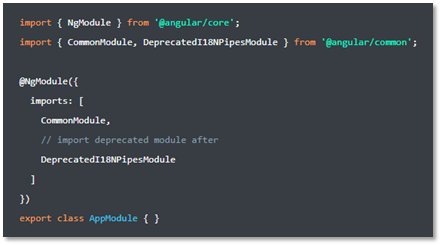 import { NgModule } from '@angular/core';
import { CommonModule, DeprecatedI18NPipesModule } from '@angular/common';
@NgModule({
imports: [
CommonModule,
// import deprecated module after
DeprecatedI18NPipesModule
]
})
export class AppModule { }